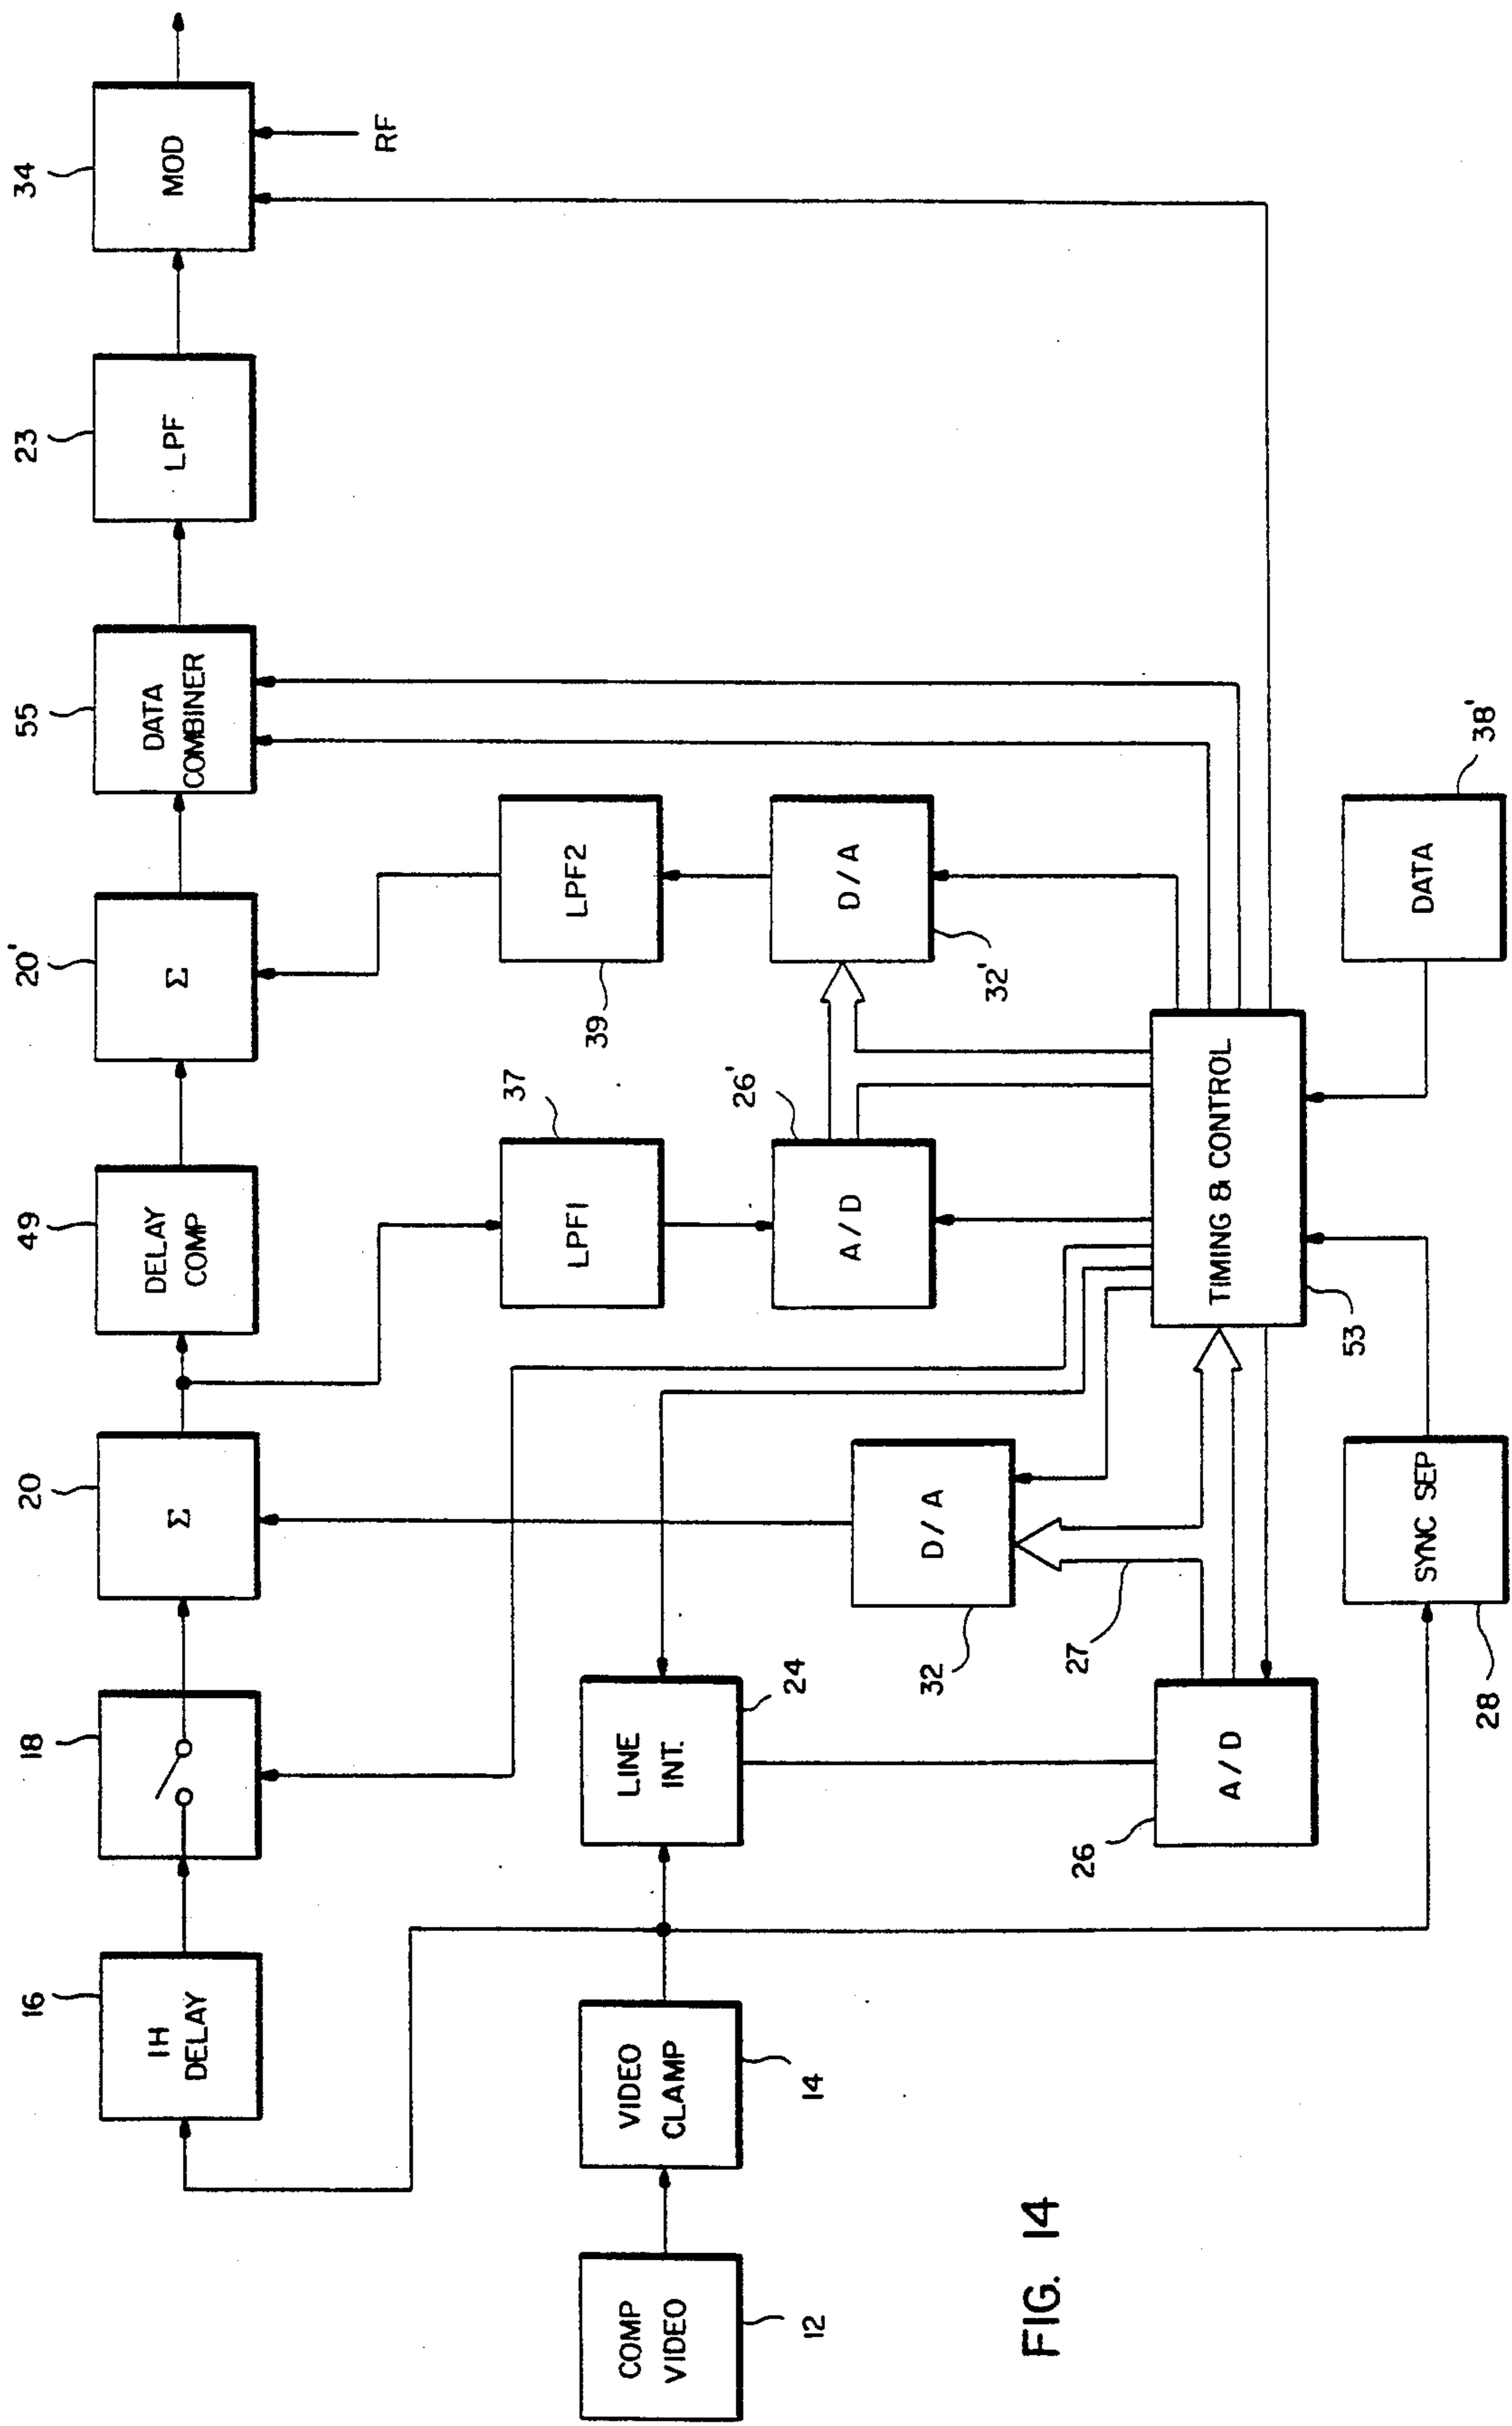 16
1H
DELAY
18
20
Σ
49
DELAY
COMP
20'
Σ
55
DATA
COMBINER
23
LPF
34
MOD
RF
COMP
VIDEO
12
VIDEO
CLAMP
14
LINE
INT.
24
37
LPF1
LPF2
39
D/A
32
26'
A/D
D/A
32'
27
26
A/D
TIMING & CONTROL
53
SYNC SEP
28
DATA
38'
FIG. 14